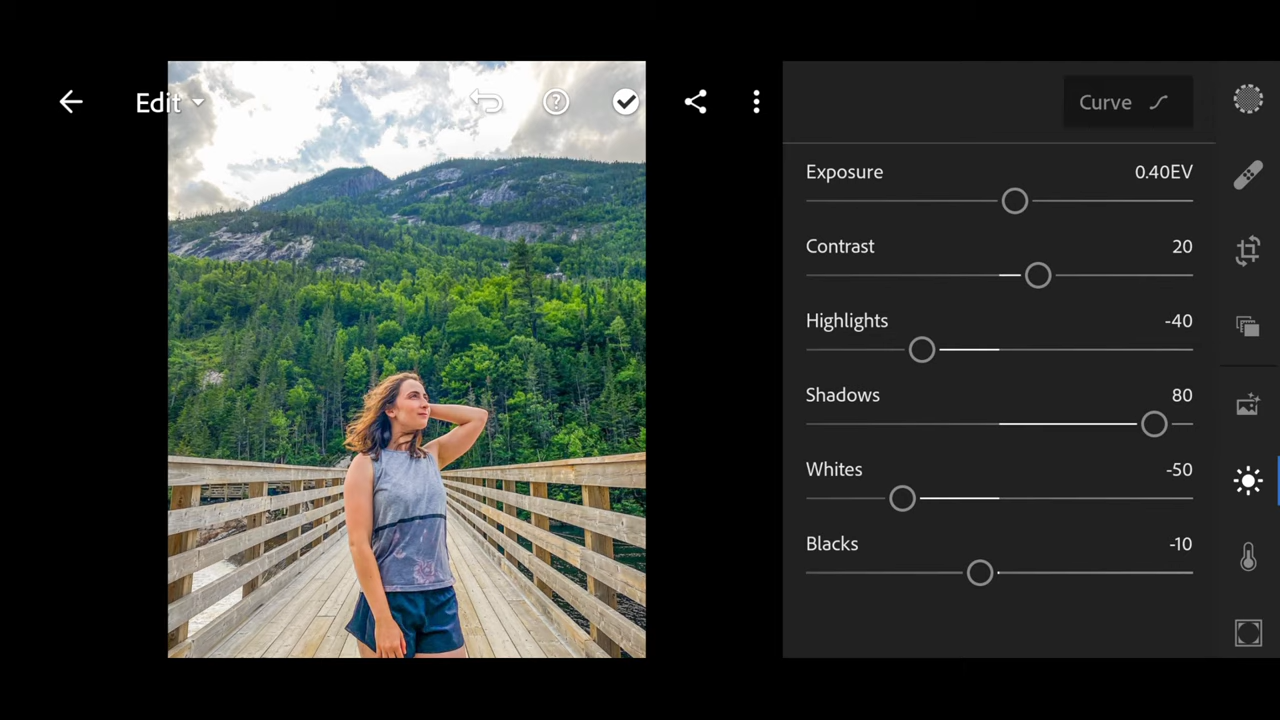 Edit
Curve
Exposure 0.40EV
Contrast 20
Highlights -40
Shadows 80
Whites -50
Blacks -10